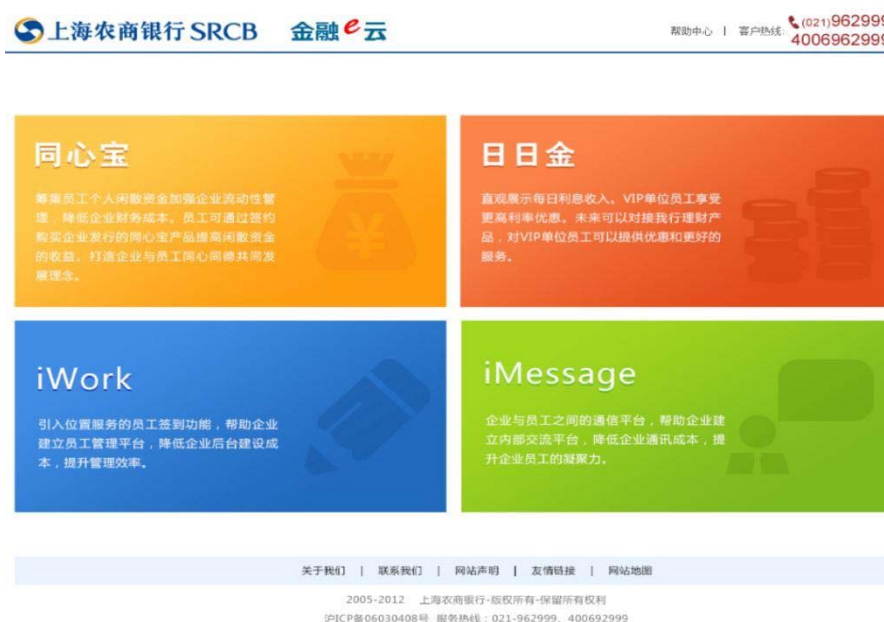 上海农商银行 SRCB 金融e云
帮助中心 | 客户热线: (021)962999
4006962999
同心宝
筹集员工个人闲散资金加强企业流动性管
理,降低企业财务成本。员工可通过签约
购买企业发行的同心宝产品提高闲散资金
的收益。打造企业与员工同心同德共同发
展理念。
日日金
直观展示每日利息收入。VIP单位员工享受
更高利率优惠。未来可以对接我行理财产
品,对VIP单位员工可以提供优惠和更好的
服务。
iWork
引入位置服务的员工签到功能,帮助企业
建立员工管理平台,降低企业后台建设成
本,提升管理效率。
iMessage
企业与员工之间的通信平台,帮助企业建
立内部交流平台,降低企业通讯成本,提
升企业员工的凝聚力。
关于我们 | 联系我们 | 网站声明 | 友情链接 | 网站地图
2005-2012 上海农商银行-版权所有-保留所有权利
沪ICP备06030408号 服务热线:021-962999、400692999